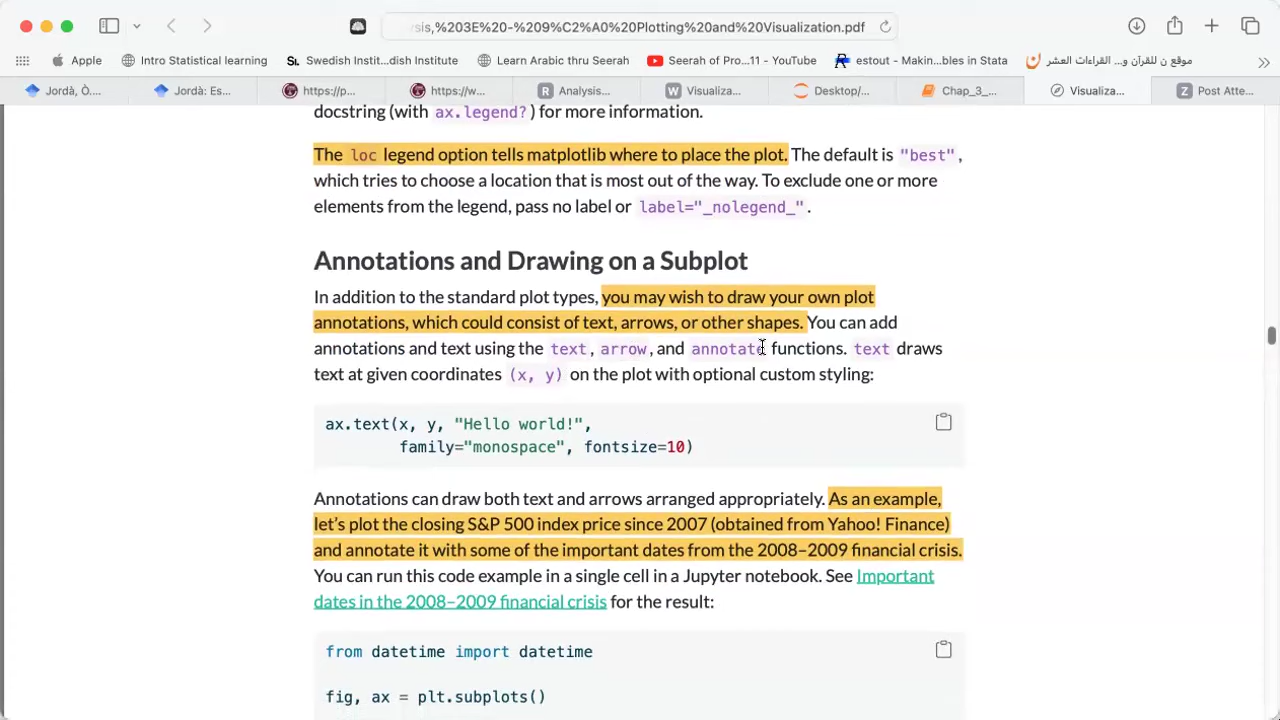 sis,%203E%20-%209%C2%A0%20Plotting%20and%20Visualization.pdf
Apple
Intro Statistical learning
SL Swedish Instit...dish Institute
Learn Arabic thru Seerah
Seerah of Pro...11 - YouTube
estout - Makin...bles in Stata
موقع ن للقرآن و... القراءات العشر
Jordà, Ò...
Jordà: Es...
https://p...
https://w...
R Analysis...
W Visualiza...
Desktop/...
Chap_3_...
Visualiza...
Z Post Atte...
docstring (with ax.legend?) for more information.
The loc legend option tells matplotlib where to place the plot. The default is "best",
which tries to choose a location that is most out of the way. To exclude one or more
elements from the legend, pass no label or label="_nolegend_".
Annotations and Drawing on a Subplot
In addition to the standard plot types, you may wish to draw your own plot
annotations, which could consist of text, arrows, or other shapes. You can add
annotations and text using the text, arrow, and annotate functions. text draws
text at given coordinates (x, y) on the plot with optional custom styling:
ax.text(x, y, "Hello world!",
family="monospace", fontsize=10)
Annotations can draw both text and arrows arranged appropriately. As an example,
let's plot the closing S&P 500 index price since 2007 (obtained from Yahoo! Finance)
and annotate it with some of the important dates from the 2008–2009 financial crisis.
You can run this code example in a single cell in a Jupyter notebook. See Important
dates in the 2008–2009 financial crisis for the result:
from datetime import datetime
fig, ax = plt.subplots()